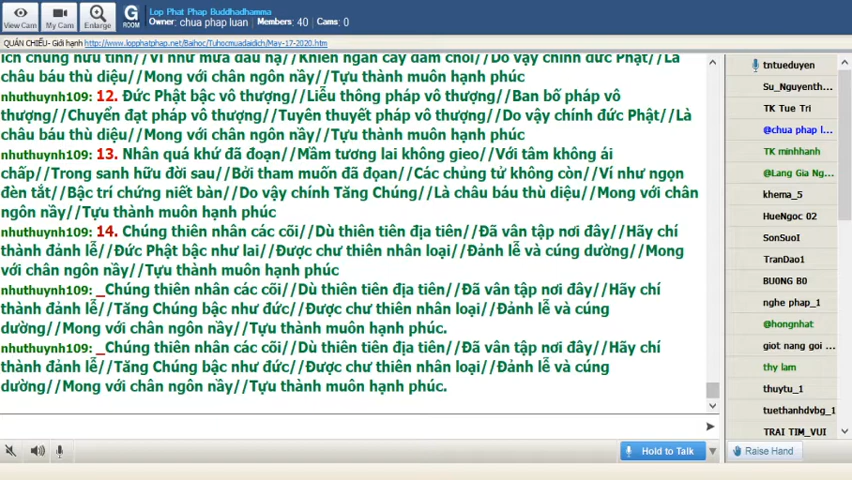 Lop Phat Phap Buddhadhamma
Owner: chua phap luan Members: 40 Cams: 0
View Cam My Cam Enlarge G ROOM
QUÁN CHIẾU- Giới hạnh http://www.lopphatphap.net/Baihoc/Tuhocmuadaidich/May-17-2020.htm
ích chúng hữu tình//Ví như mưa đầu hạ//Khiến ngàn cây đâm chồi//Do vậy chính đức Phật//Là
châu báu thù diệu//Mong với chân ngôn nầy//Tựu thành muôn hạnh phúc
nhuthuynh109: 12. Đức Phật bậc vô thượng//Liễu thông pháp vô thượng//Ban bố pháp vô
thượng//Chuyển đạt pháp vô thượng//Tuyên thuyết pháp vô thượng//Do vậy chính đức Phật//Là
châu báu thù diệu//Mong với chân ngôn nầy//Tựu thành muôn hạnh phúc
nhuthuynh109: 13. Nhân quá khứ đã đoạn//Mầm tương lai không gieo//Với tâm không ái
chấp//Trong sanh hữu đời sau//Bởi tham muốn đã đọan//Các chủng tử không còn//Ví như ngọn
đèn tắt//Bậc trí chứng niết bàn//Do vậy chính Tăng Chúng//Là châu báu thù diệu//Mong với chân
ngôn nầy//Tựu thành muôn hạnh phúc
nhuthuynh109: 14. Chúng thiên nhân các cõi//Dù thiên tiên địa tiên//Đã vân tập nơi đây//Hãy chí
thành đảnh lễ//Đức Phật bậc như lai//Được chư thiên nhân loại//Đảnh lễ và cúng dường//Mong
với chân ngôn nầy//Tựu thành muôn hạnh phúc
nhuthuynh109: _Chúng thiên nhân các cõi//Dù thiên tiên địa tiên//Đã vân tập nơi đây//Hãy chí
thành đảnh lễ//Tăng Chúng bậc như đức//Được chư thiên nhân loại//Đảnh lễ và cúng
dường//Mong với chân ngôn nầy//Tựu thành muôn hạnh phúc.
nhuthuynh109: _Chúng thiên nhân các cõi//Dù thiên tiên địa tiên//Đã vân tập nơi đây//Hãy chí
thành đảnh lễ//Tăng Chúng bậc như đức//Được chư thiên nhân loại//Đảnh lễ và cúng
dường//Mong với chân ngôn nầy//Tựu thành muôn hạnh phúc.
Hold to Talk
tntueduyen
Su_Nguyenth...
TK Tue Tri
@chua phap l...
TK minhhanh
@Lang Gia Ng...
khema_5
HueNgoc 02
SonSuoI
TranDao1
BU0NG B0
nghe phap_1
@hongnhat
giot nang goi ...
thy lam
thuytu_1
tuethanhdvbg_1
TRAI TIM_VUI
Raise Hand